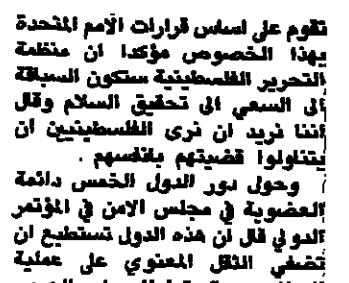 تقوم على اساس قرارات الأمم المتحدة
بهذا الخصوص مؤكدا ان منظمة
التحرير الفلسطينية ستكون السباقة
الى السعي الى تحقيق السلام وقال
اننا نريد ان نرى الفلسطينيين ان
يتناولوا قضيتهم بانفسهم .
وحول دور الدول الخمس دائمة
العضوية في مجلس الامن في المؤتمر
الدولي قال ان هذه الدول تستطيع ان
تضفي الثقل المعنوي على عملية